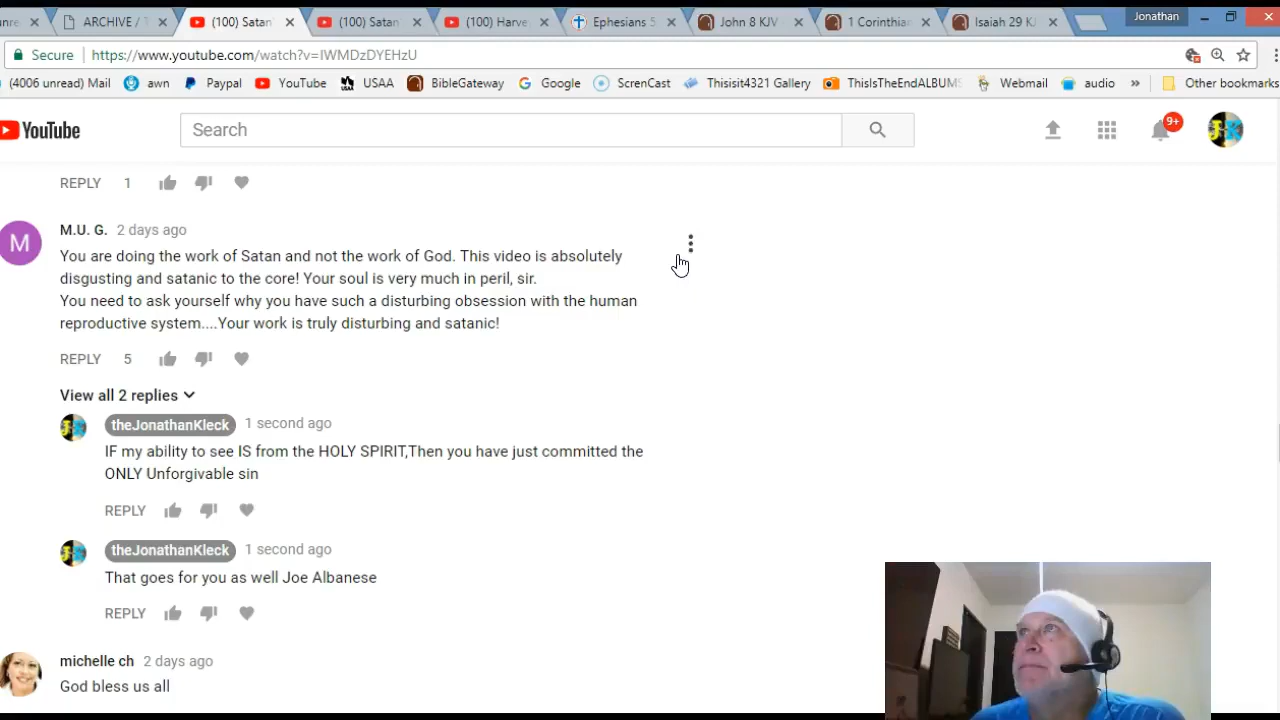 unre
ARCHIVE / T
(100) Satan'
(100) Satan
(100) Harve
Ephesians 5
John 8 KJV
1 Corinthia
Isaiah 29 KJ
Jonathan
Secure
https://www.youtube.com/watch?v=IWMDzDYEHzU
(4006 unread) Mail
awn
Paypal
YouTube
USAA
BibleGateway
Google
ScrenCast
Thisisit4321 Gallery
ThisIsTheEndALBUMS
Webmail
audio
»
Other bookmarks
YouTube
Search
9+
J-K
REPLY 1
M
M.U. G. 2 days ago
You are doing the work of Satan and not the work of God. This video is absolutely
disgusting and satanic to the core! Your soul is very much in peril, sir.
You need to ask yourself why you have such a disturbing obsession with the human
reproductive system....Your work is truly disturbing and satanic!
REPLY 5
View all 2 replies
theJonathanKleck 1 second ago
IF my ability to see IS from the HOLY SPIRIT,Then you have just committed the
ONLY Unforgivable sin
REPLY
theJonathanKleck 1 second ago
That goes for you as well Joe Albanese
REPLY
michelle ch 2 days ago
God bless us all